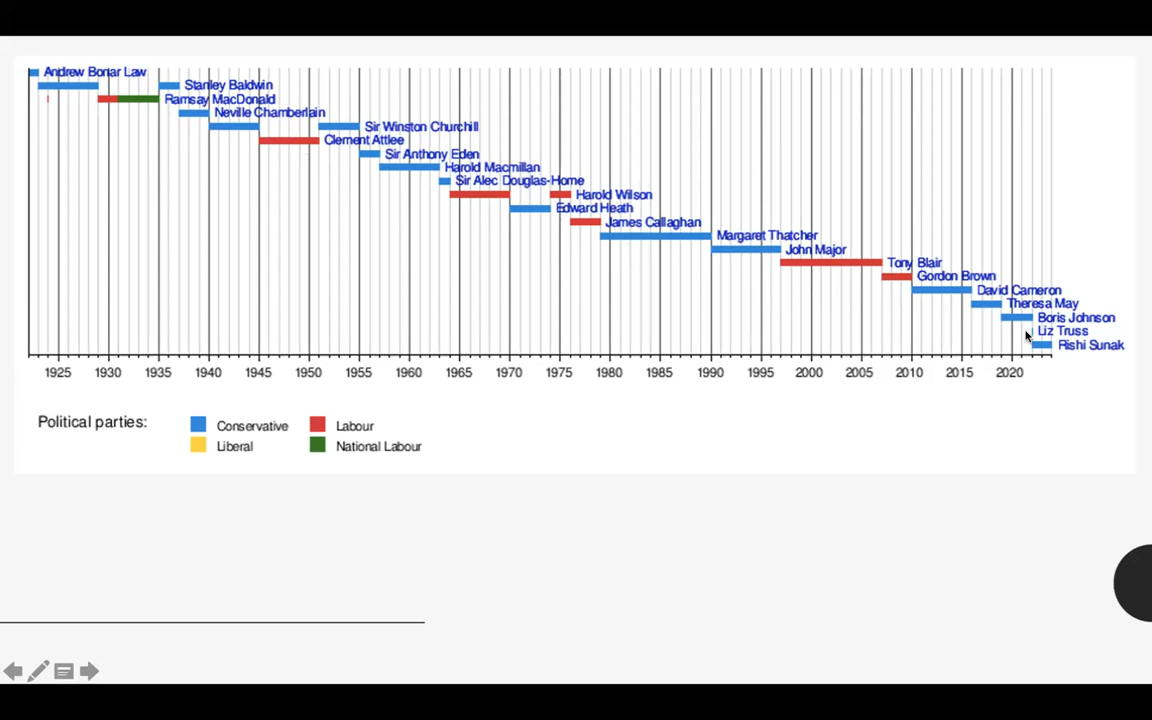 Andrew Bonar Law
Stanley Baldwin
Ramsay MacDonald
Neville Chamberlain
Sir Winston Churchill
Clement Attlee
Sir Anthony Eden
Harold Macmillan
Sir Alec Douglas-Home
Harold Wilson
Edward Heath
James Callaghan
Margaret Thatcher
John Major
Tony Blair
Gordon Brown
David Cameron
Theresa May
Boris Johnson
Liz Truss
Rishi Sunak
1925 1930 1935 1940 1945 1950 1955 1960 1965 1970 1975 1980 1985 1990 1995 2000 2005 2010 2015 2020
Political parties: Conservative Labour
Liberal National Labour